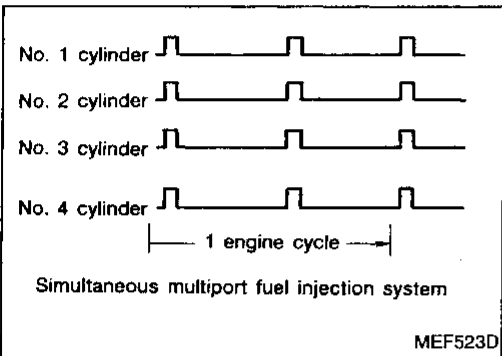 No. 1 cylinder
No. 2 cylinder
No. 3 cylinder
No. 4 cylinder
1 engine cycle
Simultaneous multiport fuel injection system
MEF523D